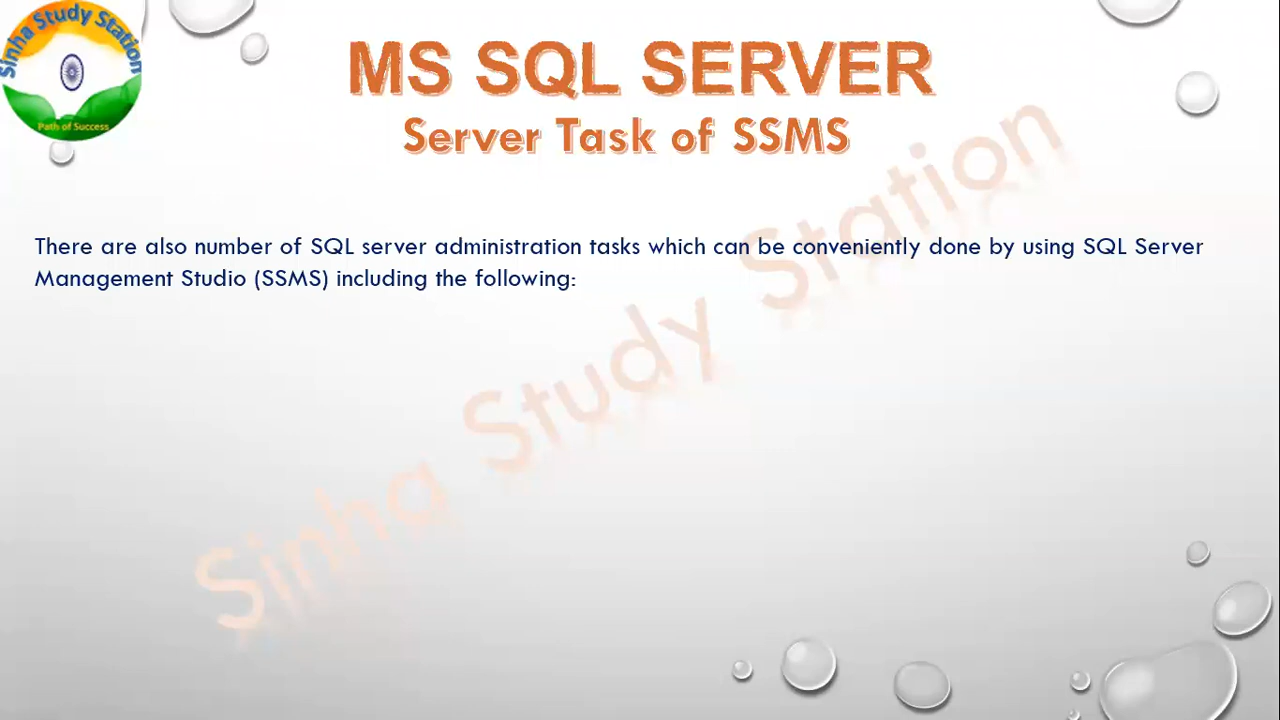 Sinha Study Station
Path of Success
MS SQL SERVER
Server Task of SSMS
There are also number of SQL server administration tasks which can be conveniently done by using SQL Server
Management Studio (SSMS) including the following:
Sinha Study Station